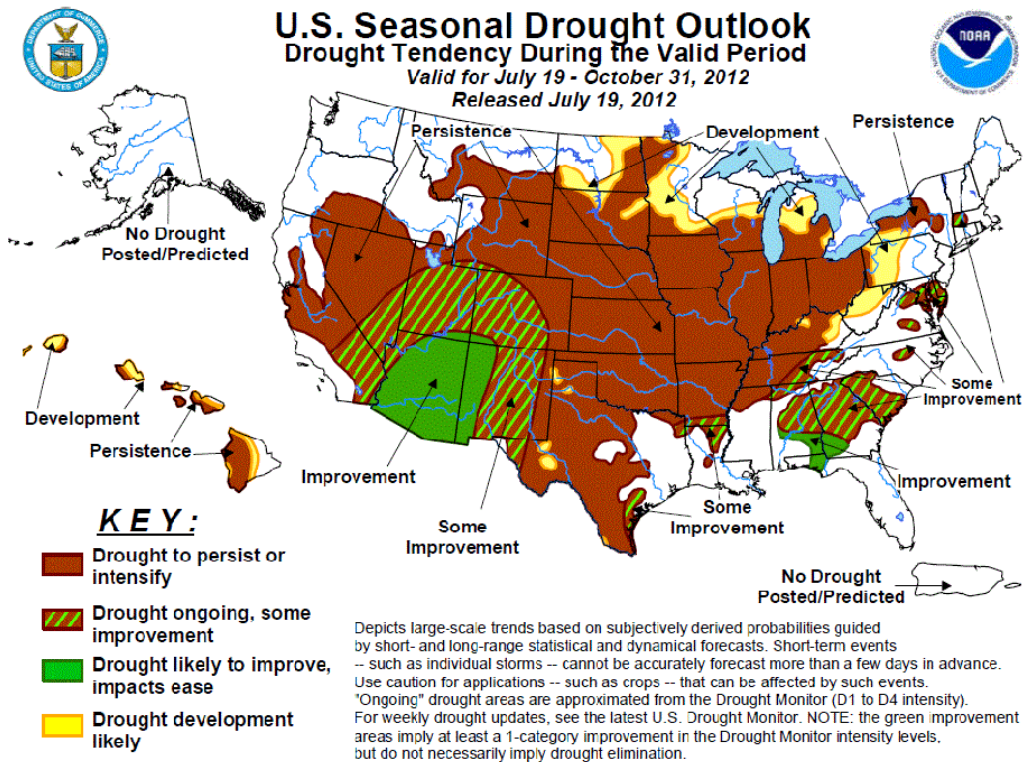 U.S. Seasonal Drought Outlook
Drought Tendency During the Valid Period
Valid for July 19 - October 31, 2012
Released July 19, 2012
DEPARTMENT OF COMMERCE
UNITED STATES OF AMERICA
NOAA
Persistence
Development
Persistence
No Drought
Posted/Predicted
Development
Persistence
Improvement
Some
Improvement
Some
Improvement
Some
Improvement
Improvement
No Drought
Posted/Predicted
KEY:
Drought to persist or
intensify
Drought ongoing, some
improvement
Drought likely to improve,
impacts ease
Drought development
likely
Depicts large-scale trends based on subjectively derived probabilities guided
by short- and long-range statistical and dynamical forecasts. Short-term events
-- such as individual storms -- cannot be accurately forecast more than a few days in advance.
Use caution for applications -- such as crops -- that can be affected by such events.
"Ongoing" drought areas are approximated from the Drought Monitor (D1 to D4 intensity).
For weekly drought updates, see the latest U.S. Drought Monitor. NOTE: the green improvement
areas imply at least a 1-category improvement in the Drought Monitor intensity levels,
but do not necessarily imply drought elimination.